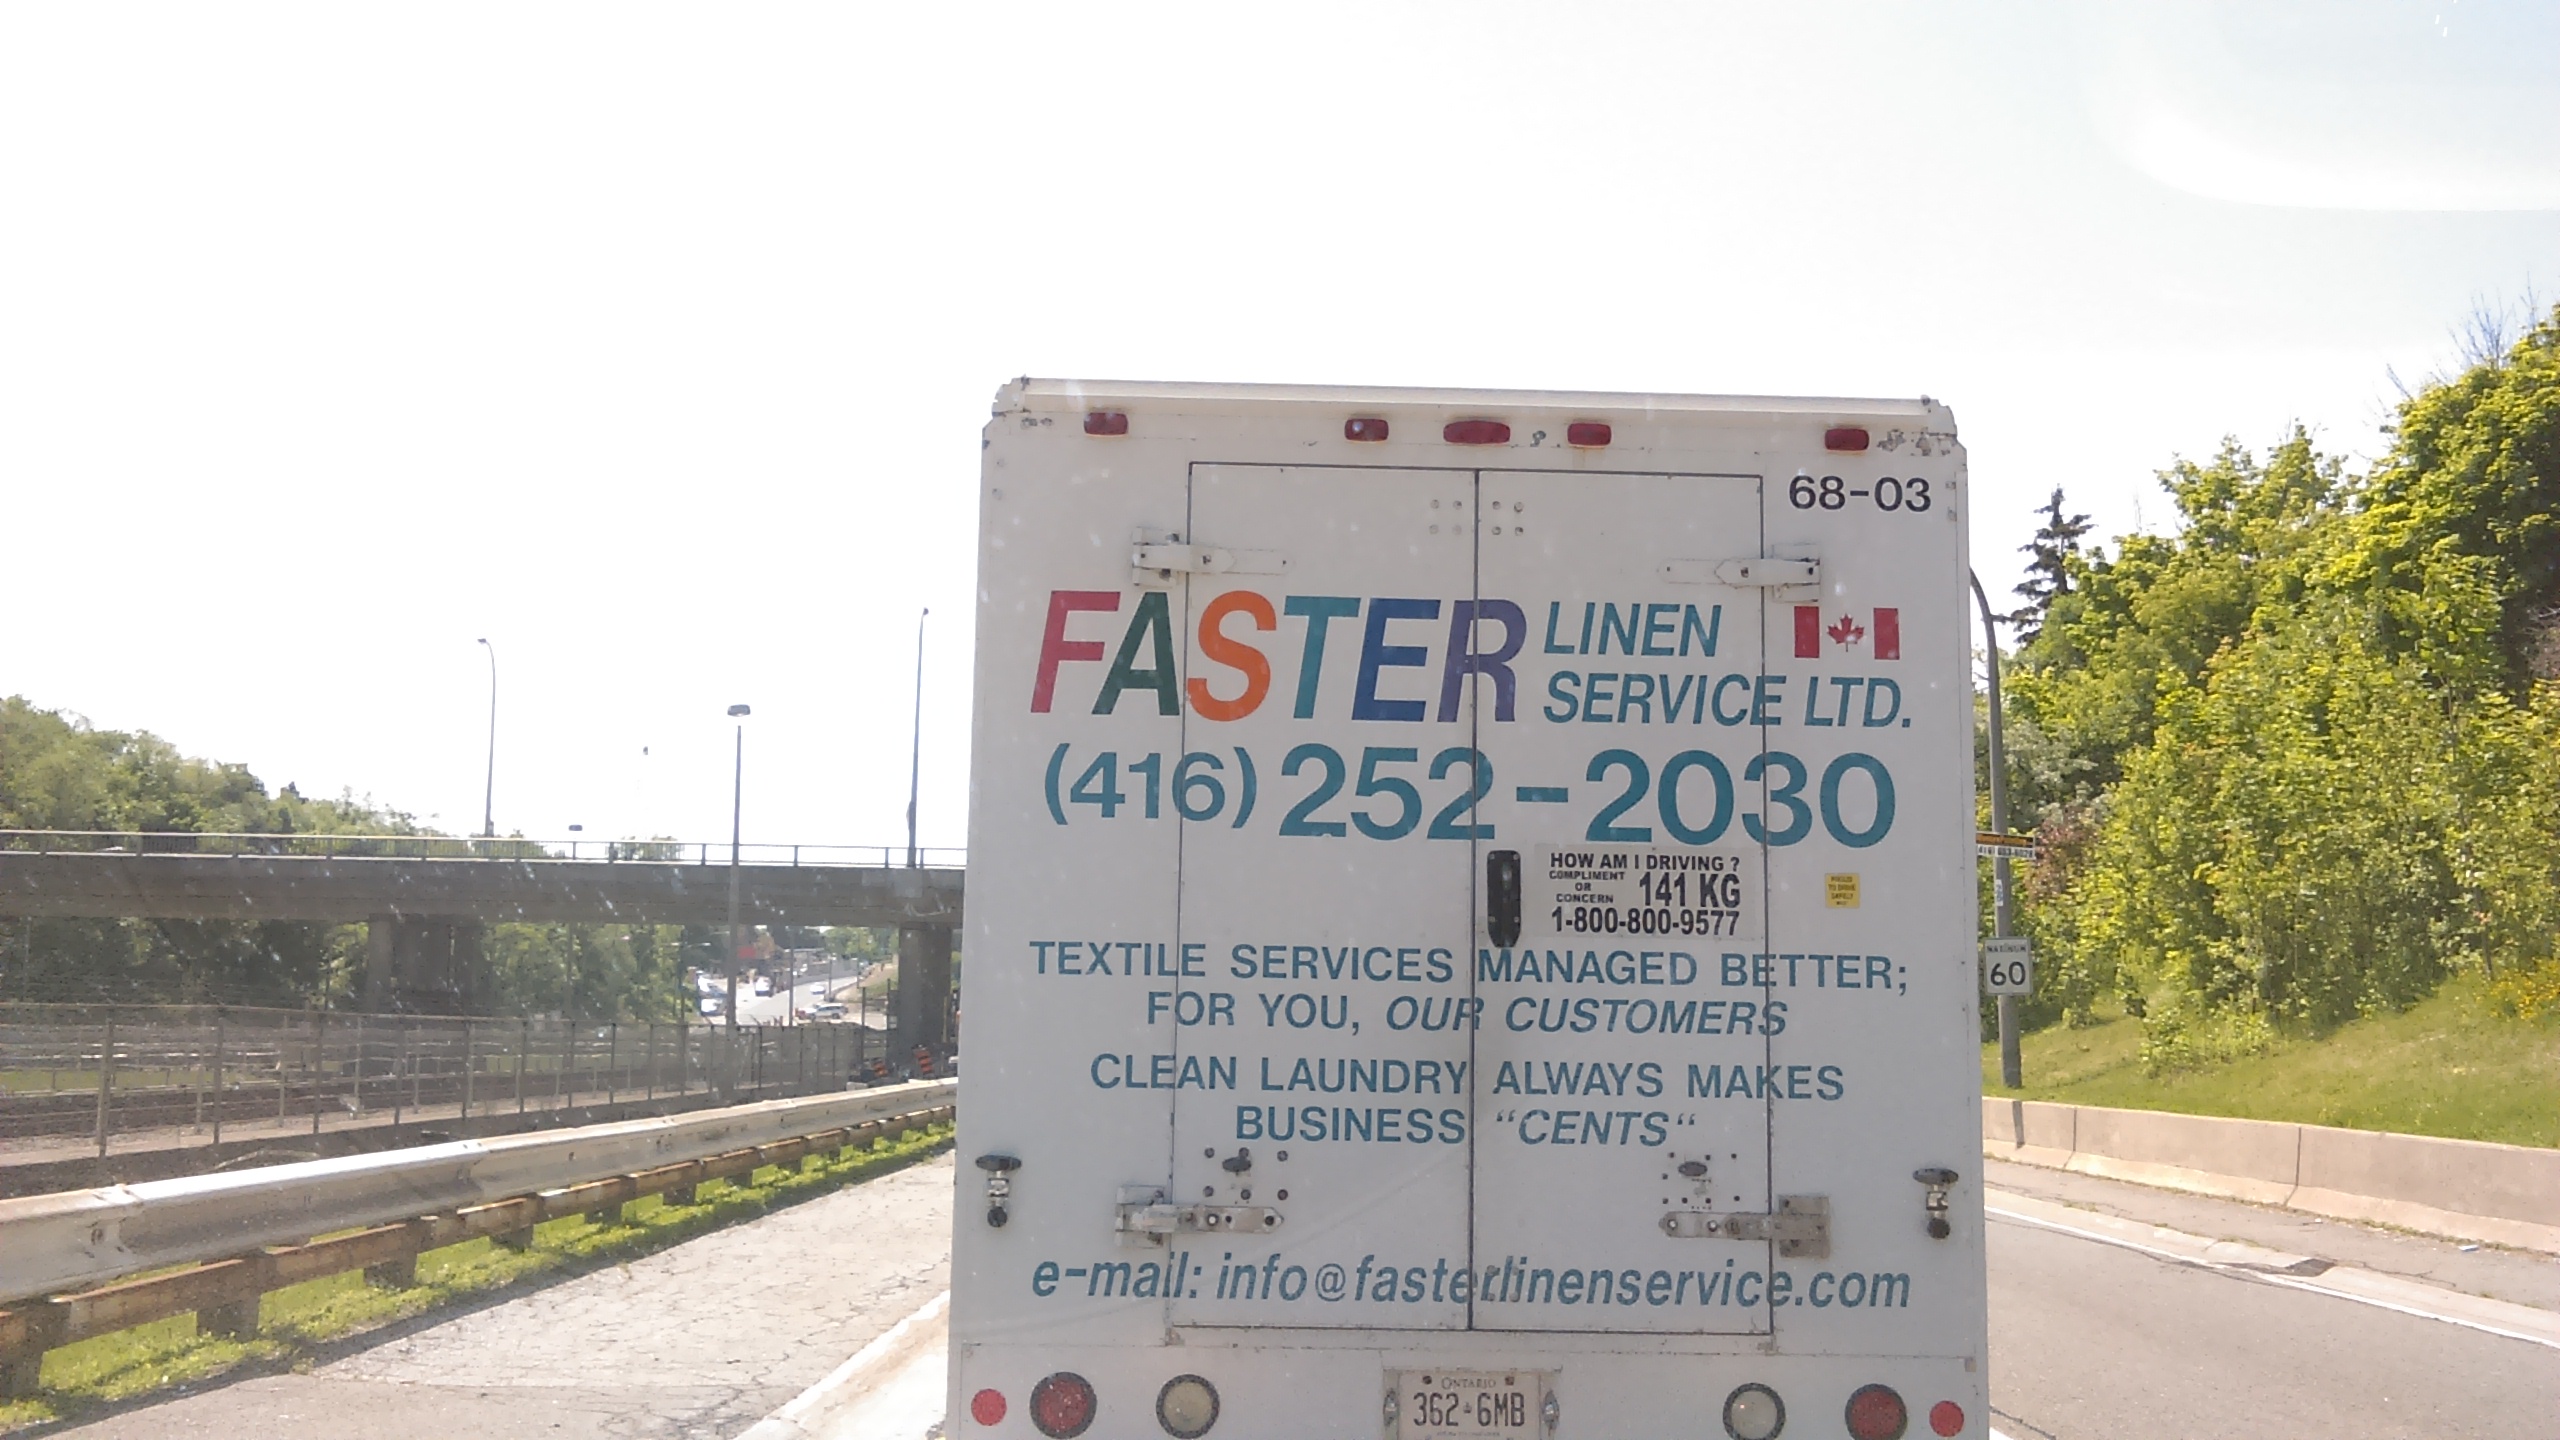 68-03
FASTER LINEN
SERVICE LTD.
(416) 252-2030
HOW AM I DRIVING ?
COMPLIMENT
OR
CONCERN
141 KG
1-800-800-9577
TEXTILE SERVICES MANAGED BETTER;
FOR YOU, OUR CUSTOMERS
CLEAN LAUNDRY ALWAYS MAKES
BUSINESS "CENTS"
e-mail: info@fasterlinenservice.com
ONTARIO
362-6MB
MAXIMUM
60